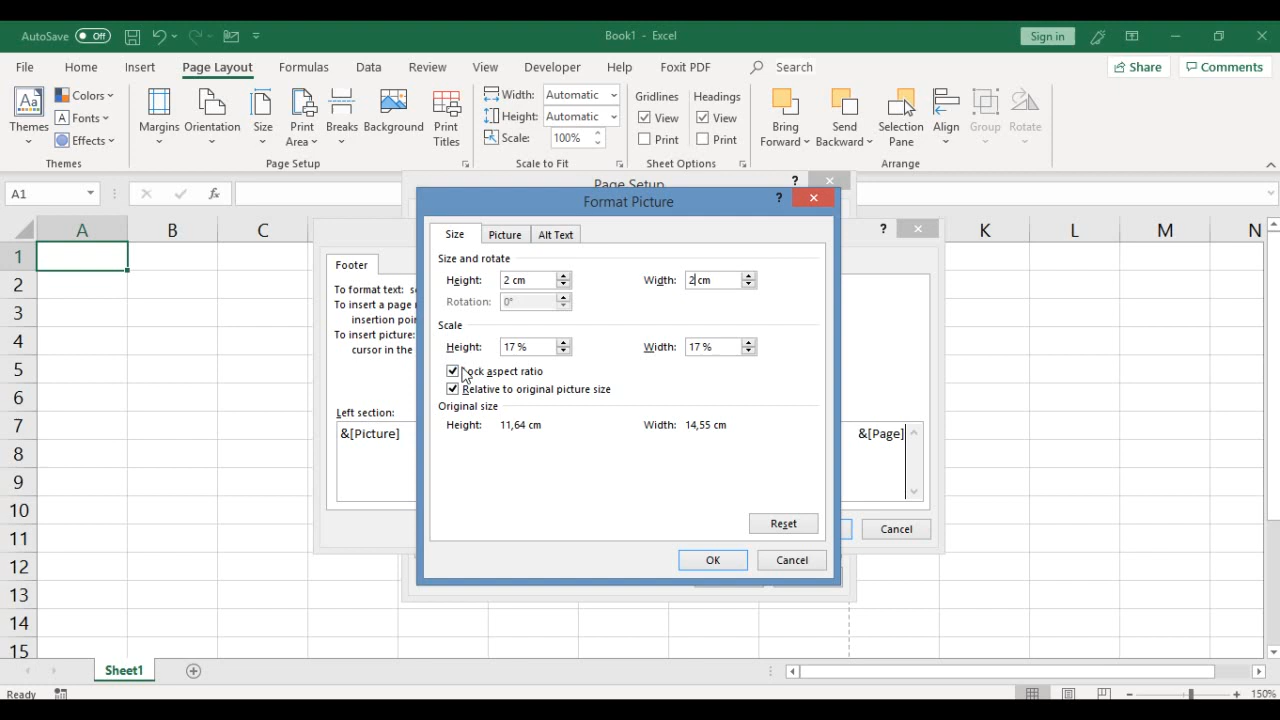 AutoSave Off Book1 - Excel Sign in
File Home Insert Page Layout Formulas Data Review View Developer Help Foxit PDF Search Share Comments
Colors Width: Automatic Gridlines Headings
Fonts Height: Automatic View View
Themes Effects Margins Orientation Size Print Area Breaks Background Print Titles Scale: 100% Print Print Bring Forward Send Backward Selection Pane Align Group Rotate
Themes Page Setup Scale to Fit Sheet Options Arrange
A1 fx Page Setup ?
Format Picture ?
A B C K L M N
1
2
3
4
5
6
7
8
9
10
11
12
13
14
15
?
Footer
To format text:
To insert a page
insertion poi
To insert picture:
cursor in the
Left section:
&[Picture]
&[Page]
Cancel
Size Picture Alt Text
Size and rotate
Height: 2 cm Width: 2 cm
Rotation: 0°
Scale
Height: 17 % Width: 17 %
Lock aspect ratio
Relative to original picture size
Original size
Height: 11,64 cm Width: 14,55 cm
Reset
OK Cancel
Sheet1
Ready 150%